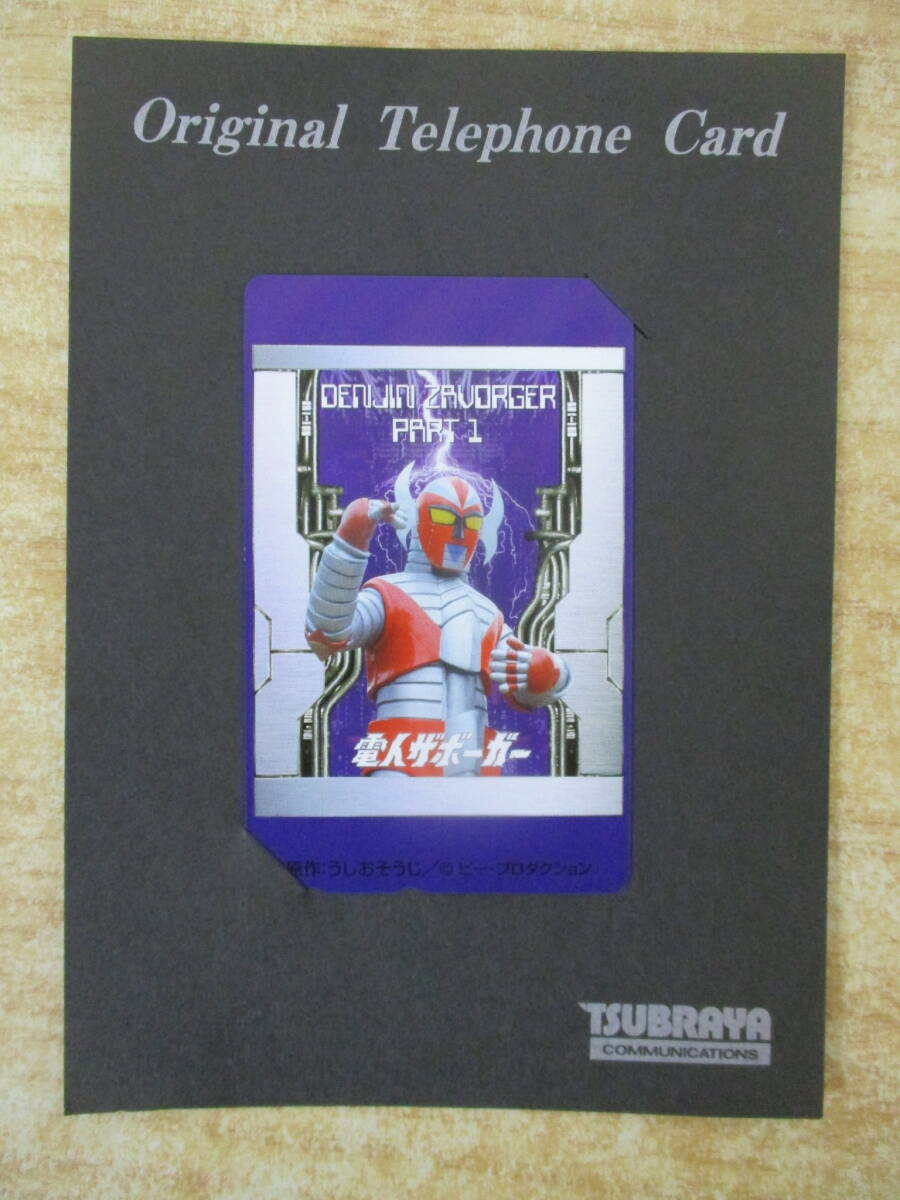 Original Telephone Card
DENJIN ZAVORGER
PART 1
電人ザボーガー
原作:うしおそうじ/©ピー・プロダクション
TSUBRAYA
COMMUNICATIONS